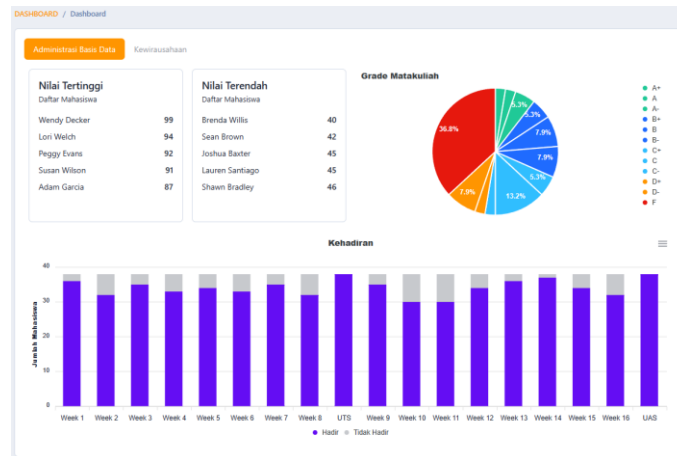 DASHBOARD / Dashboard
Administrasi Basis Data
Kewirausahaan
Nilai Tertinggi
Daftar Mahasiswa
Wendy Decker 99
Lori Welch 94
Peggy Evans 92
Susan Wilson 91
Adam Garcia 87
Nilai Terendah
Daftar Mahasiswa
Brenda Willis 40
Sean Brown 42
Joshua Baxter 45
Lauren Santiago 45
Shawn Bradley 46
Grade Matakuliah
5.3%
5.3%
7.9%
7.9%
5.3%
13.2%
7.9%
36.8%
A+
A
A-
B+
B
B-
C+
C
C-
D+
D-
F
Kehadiran
Jumlah Mahasiswa
40
30
20
10
0
Week 1 Week 2 Week 3 Week 4 Week 5 Week 6 Week 7 Week 8 UTS Week 9 Week 10 Week 11 Week 12 Week 13 Week 14 Week 15 Week 16 UAS
Hadir Tidak Hadir